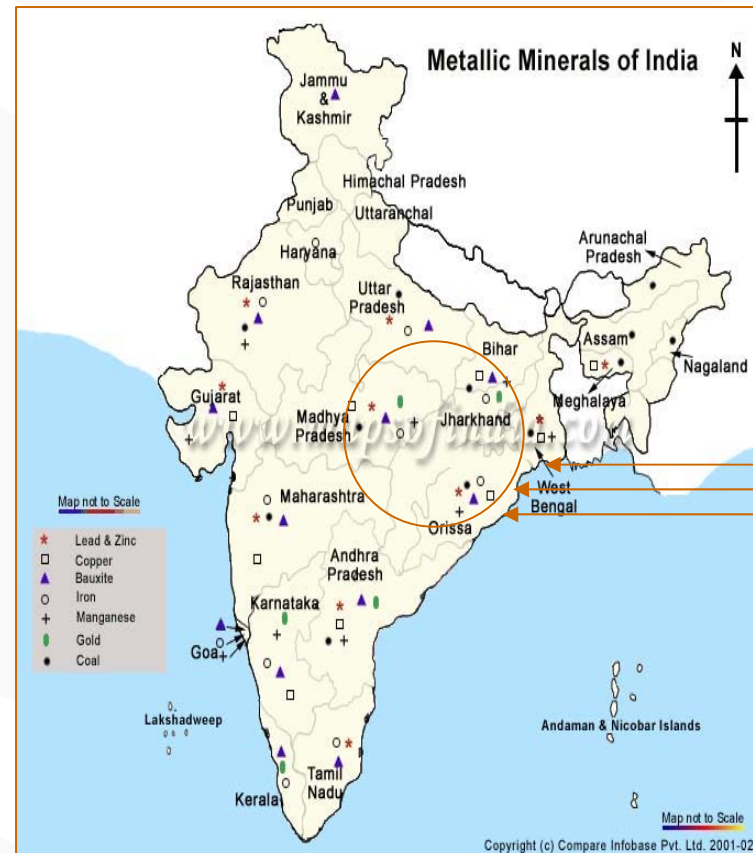 Metallic Minerals of India
N
Jammu
&
Kashmir
Himachal Pradesh
Punjab
Uttaranchal
Haryana
Arunachal
Pradesh
Rajasthan
Uttar
Pradesh
Assam
Bihar
Nagaland
Meghalaya
Gujarat
Madhya
Pradesh
Jharkhand
www.mapsofindia.com
Map not to Scale
Maharashtra
West
Bengal
Orissa
Lead & Zinc
Copper
Bauxite
Iron
Manganese
Gold
Coal
Andhra
Pradesh
Karnataka
Goa
Lakshadweep
Andaman & Nicobar Islands
Tamil
Nadu
Kerala
Map not to Scale
Copyright (c) Compare Infobase Pvt. Ltd. 2001-02